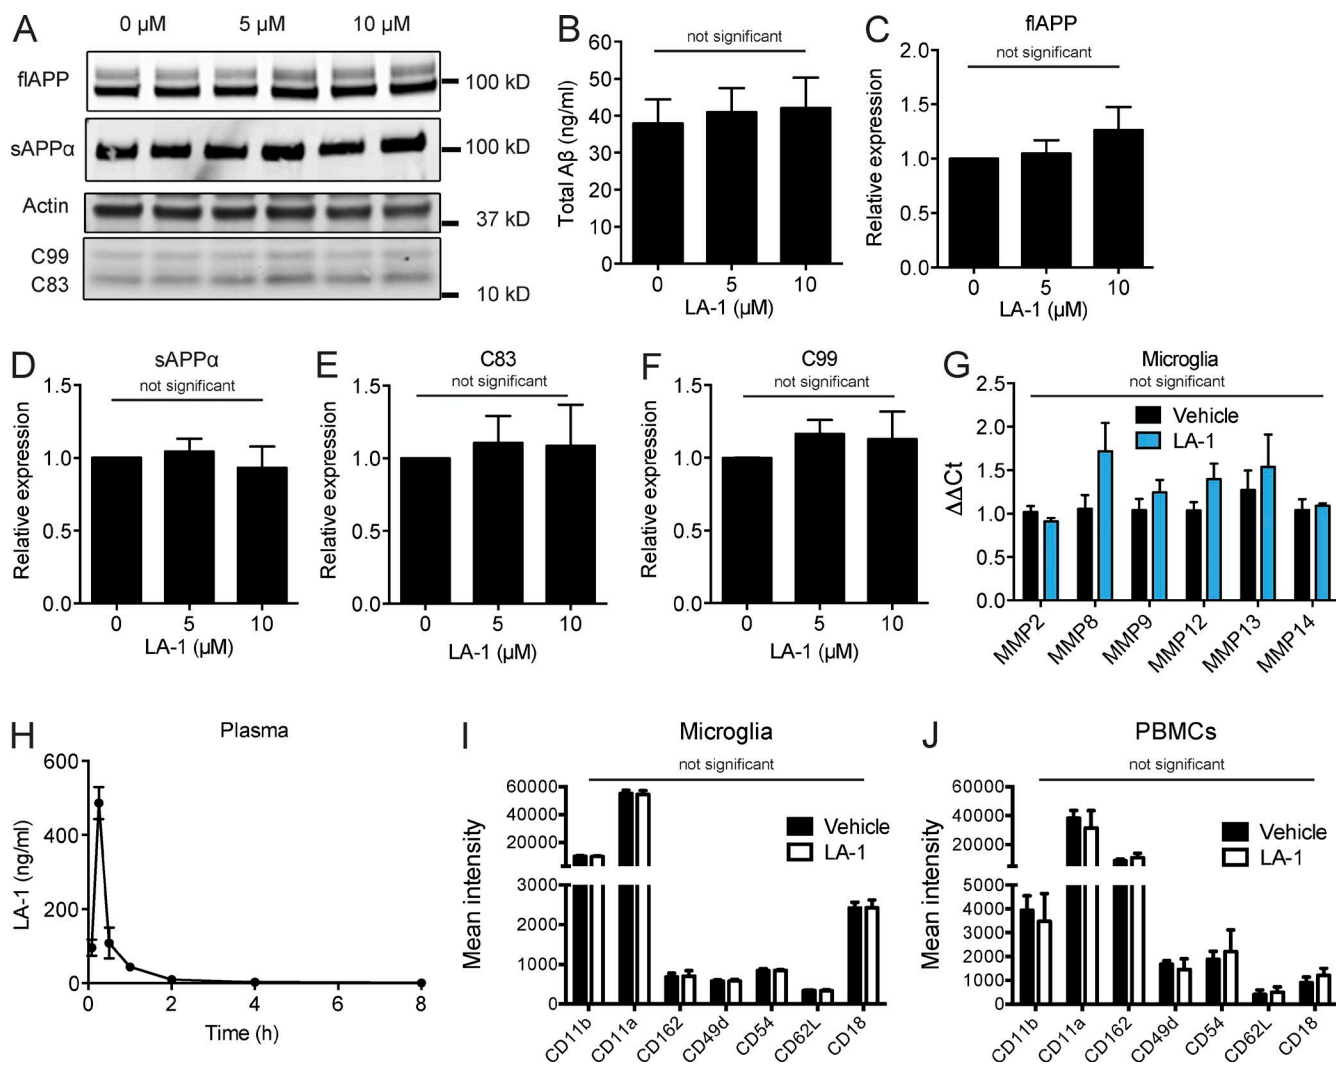 A
0 µM 5 µM 10 µM
flAPP
100 kD
sAPPα
100 kD
Actin
37 kD
C99
C83
10 kD
B
not significant
Total Aβ (ng/ml)
60
50
40
30
20
10
0
0 5 10
LA-1 (µM)
C
flAPP
not significant
Relative expression
2.0
1.5
1.0
0.5
0.0
0 5 10
LA-1 (µM)
D
sAPPα
not significant
Relative expression
1.5
1.0
0.5
0.0
0 5 10
LA-1 (µM)
E
C83
not significant
Relative expression
1.5
1.0
0.5
0.0
0 5 10
LA-1 (µM)
F
C99
not significant
Relative expression
1.5
1.0
0.5
0.0
0 5 10
LA-1 (µM)
G
Microglia
not significant
Vehicle
LA-1
ΔΔCt
2.5
2.0
1.5
1.0
0.5
0.0
MMP2 MMP8 MMP9 MMP12 MMP13 MMP14
H
Plasma
LA-1 (ng/ml)
600
400
200
0
0 2 4 6 8
Time (h)
I
Microglia
not significant
Vehicle
LA-1
Mean intensity
60000
40000
20000
3000
2000
1000
0
CD11b CD11a CD162 CD49d CD54 CD62L CD18
J
PBMCs
not significant
Vehicle
LA-1
Mean intensity
60000
40000
20000
5000
4000
3000
2000
1000
0
CD11b CD11a CD162 CD49d CD54 CD62L CD18